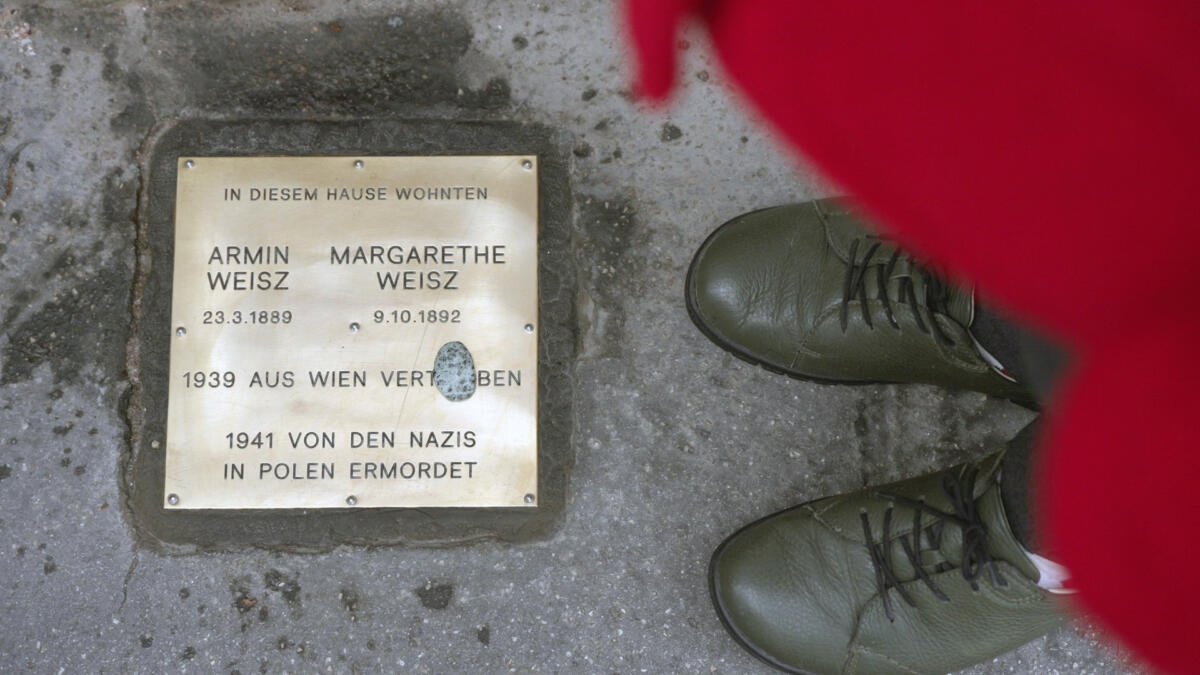 IN DIESEM HAUSE WOHNTEN
ARMIN MARGARETHE
WEISZ WEISZ
23.3.1889 9.10.1892
1939 AUS WIEN
1941 VON DEN NAZIS
IN POLEN ERMORDET